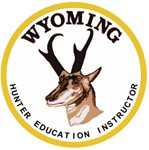 WYOMING
HUNTER EDUCATION INSTRUCTOR